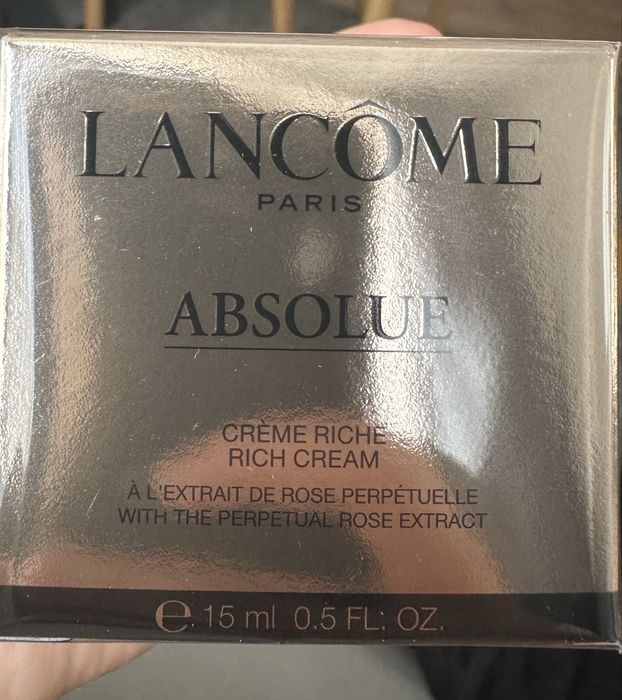 LANCÔME
PARIS
ABSOLUE
CRÈME RICHE
RICH CREAM
À L'EXTRAIT DE ROSE PERPÉTUELLE
WITH THE PERPETUAL ROSE EXTRACT
℮ 15 ml 0.5 FL. OZ.